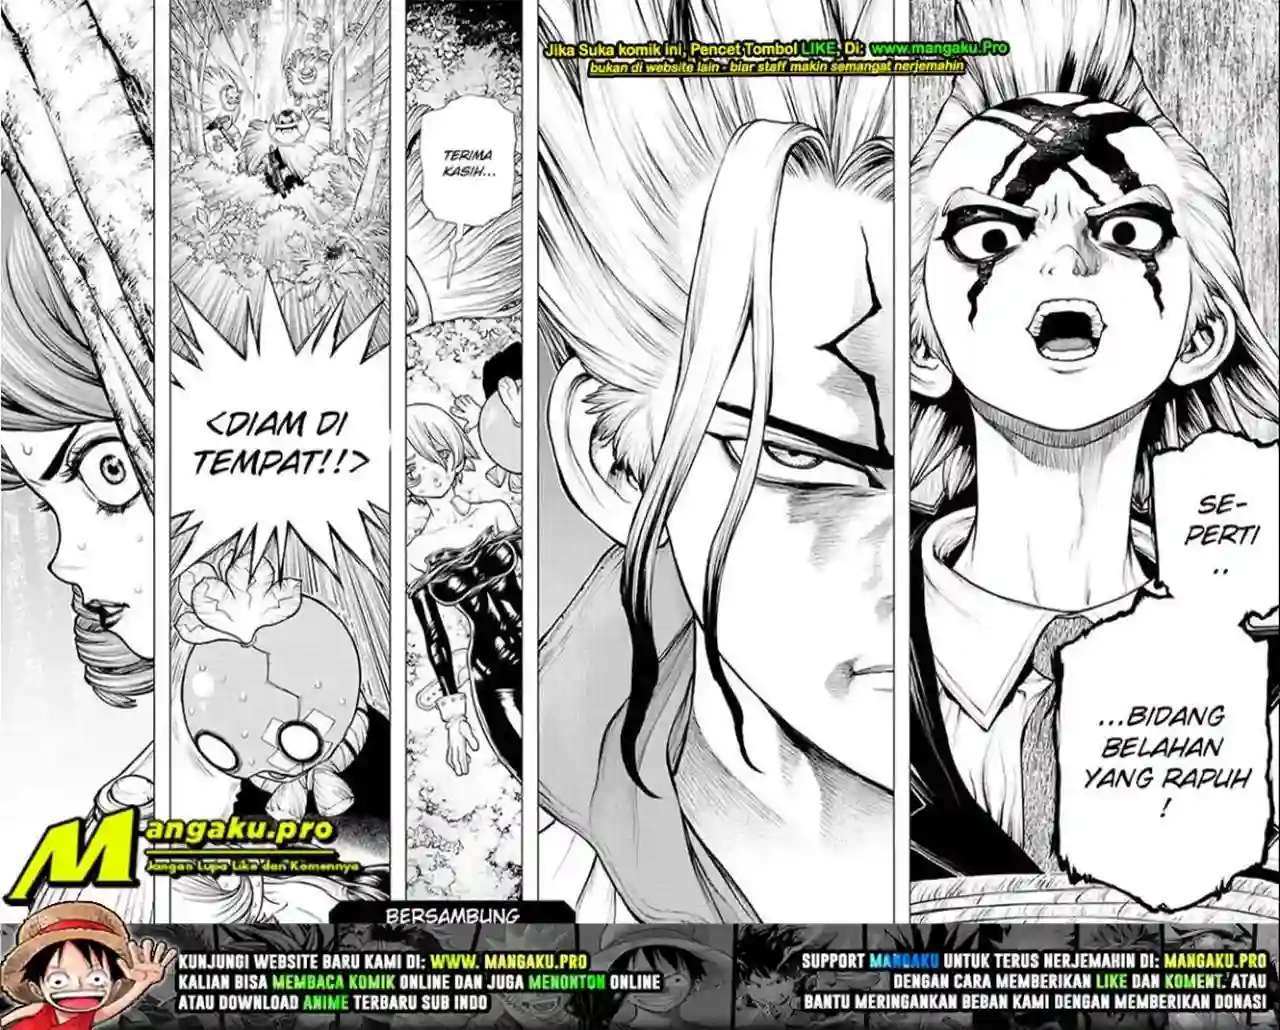 Jika Suka komik ini, Pencet Tombol LIKE, Di: www.mangaku.Pro
bukan di website lain - biar staff makin semangat nerjemahin
TERIMA
KASIH...
<DIAM DI
TEMPAT!!>
SE-
PERTI
..
...BIDANG
BELAHAN
YANG RAPUH
!
Mangaku.pro
Jangan Lupa Like dan Komennya
BERSAMBUNG
KUNJUNGI WEBSITE BARU KAMI DI: WWW. MANGAKU.PRO
KALIAN BISA MEMBACA KOMIK ONLINE DAN JUGA MENONTON ONLINE
ATAU DOWNLOAD ANIME TERBARU SUB INDO
SUPPORT MANGAKU UNTUK TERUS NERJEMAHIN DI: MANGAKU.PRO
DENGAN CARA MEMBERIKAN LIKE DAN KOMENT. ATAU
BANTU MERINGANKAN BEBAN KAMI DENGAN MEMBERIKAN DONASI